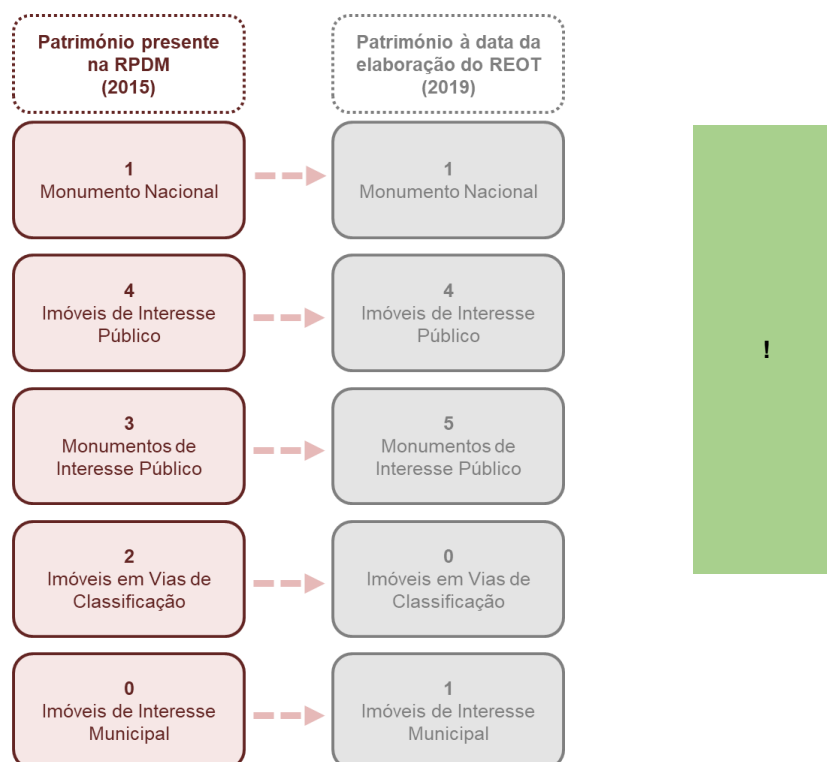 Património presente
na RPDM
(2015)
Património à data da
elaboração do REOT
(2019)
1
Monumento Nacional
1
Monumento Nacional
4
Imóveis de Interesse
Público
4
Imóveis de Interesse
Público
3
Monumentos de
Interesse Público
5
Monumentos de
Interesse Público
2
Imóveis em Vias de
Classificação
0
Imóveis em Vias de
Classificação
0
Imóveis de Interesse
Municipal
1
Imóveis de Interesse
Municipal
!